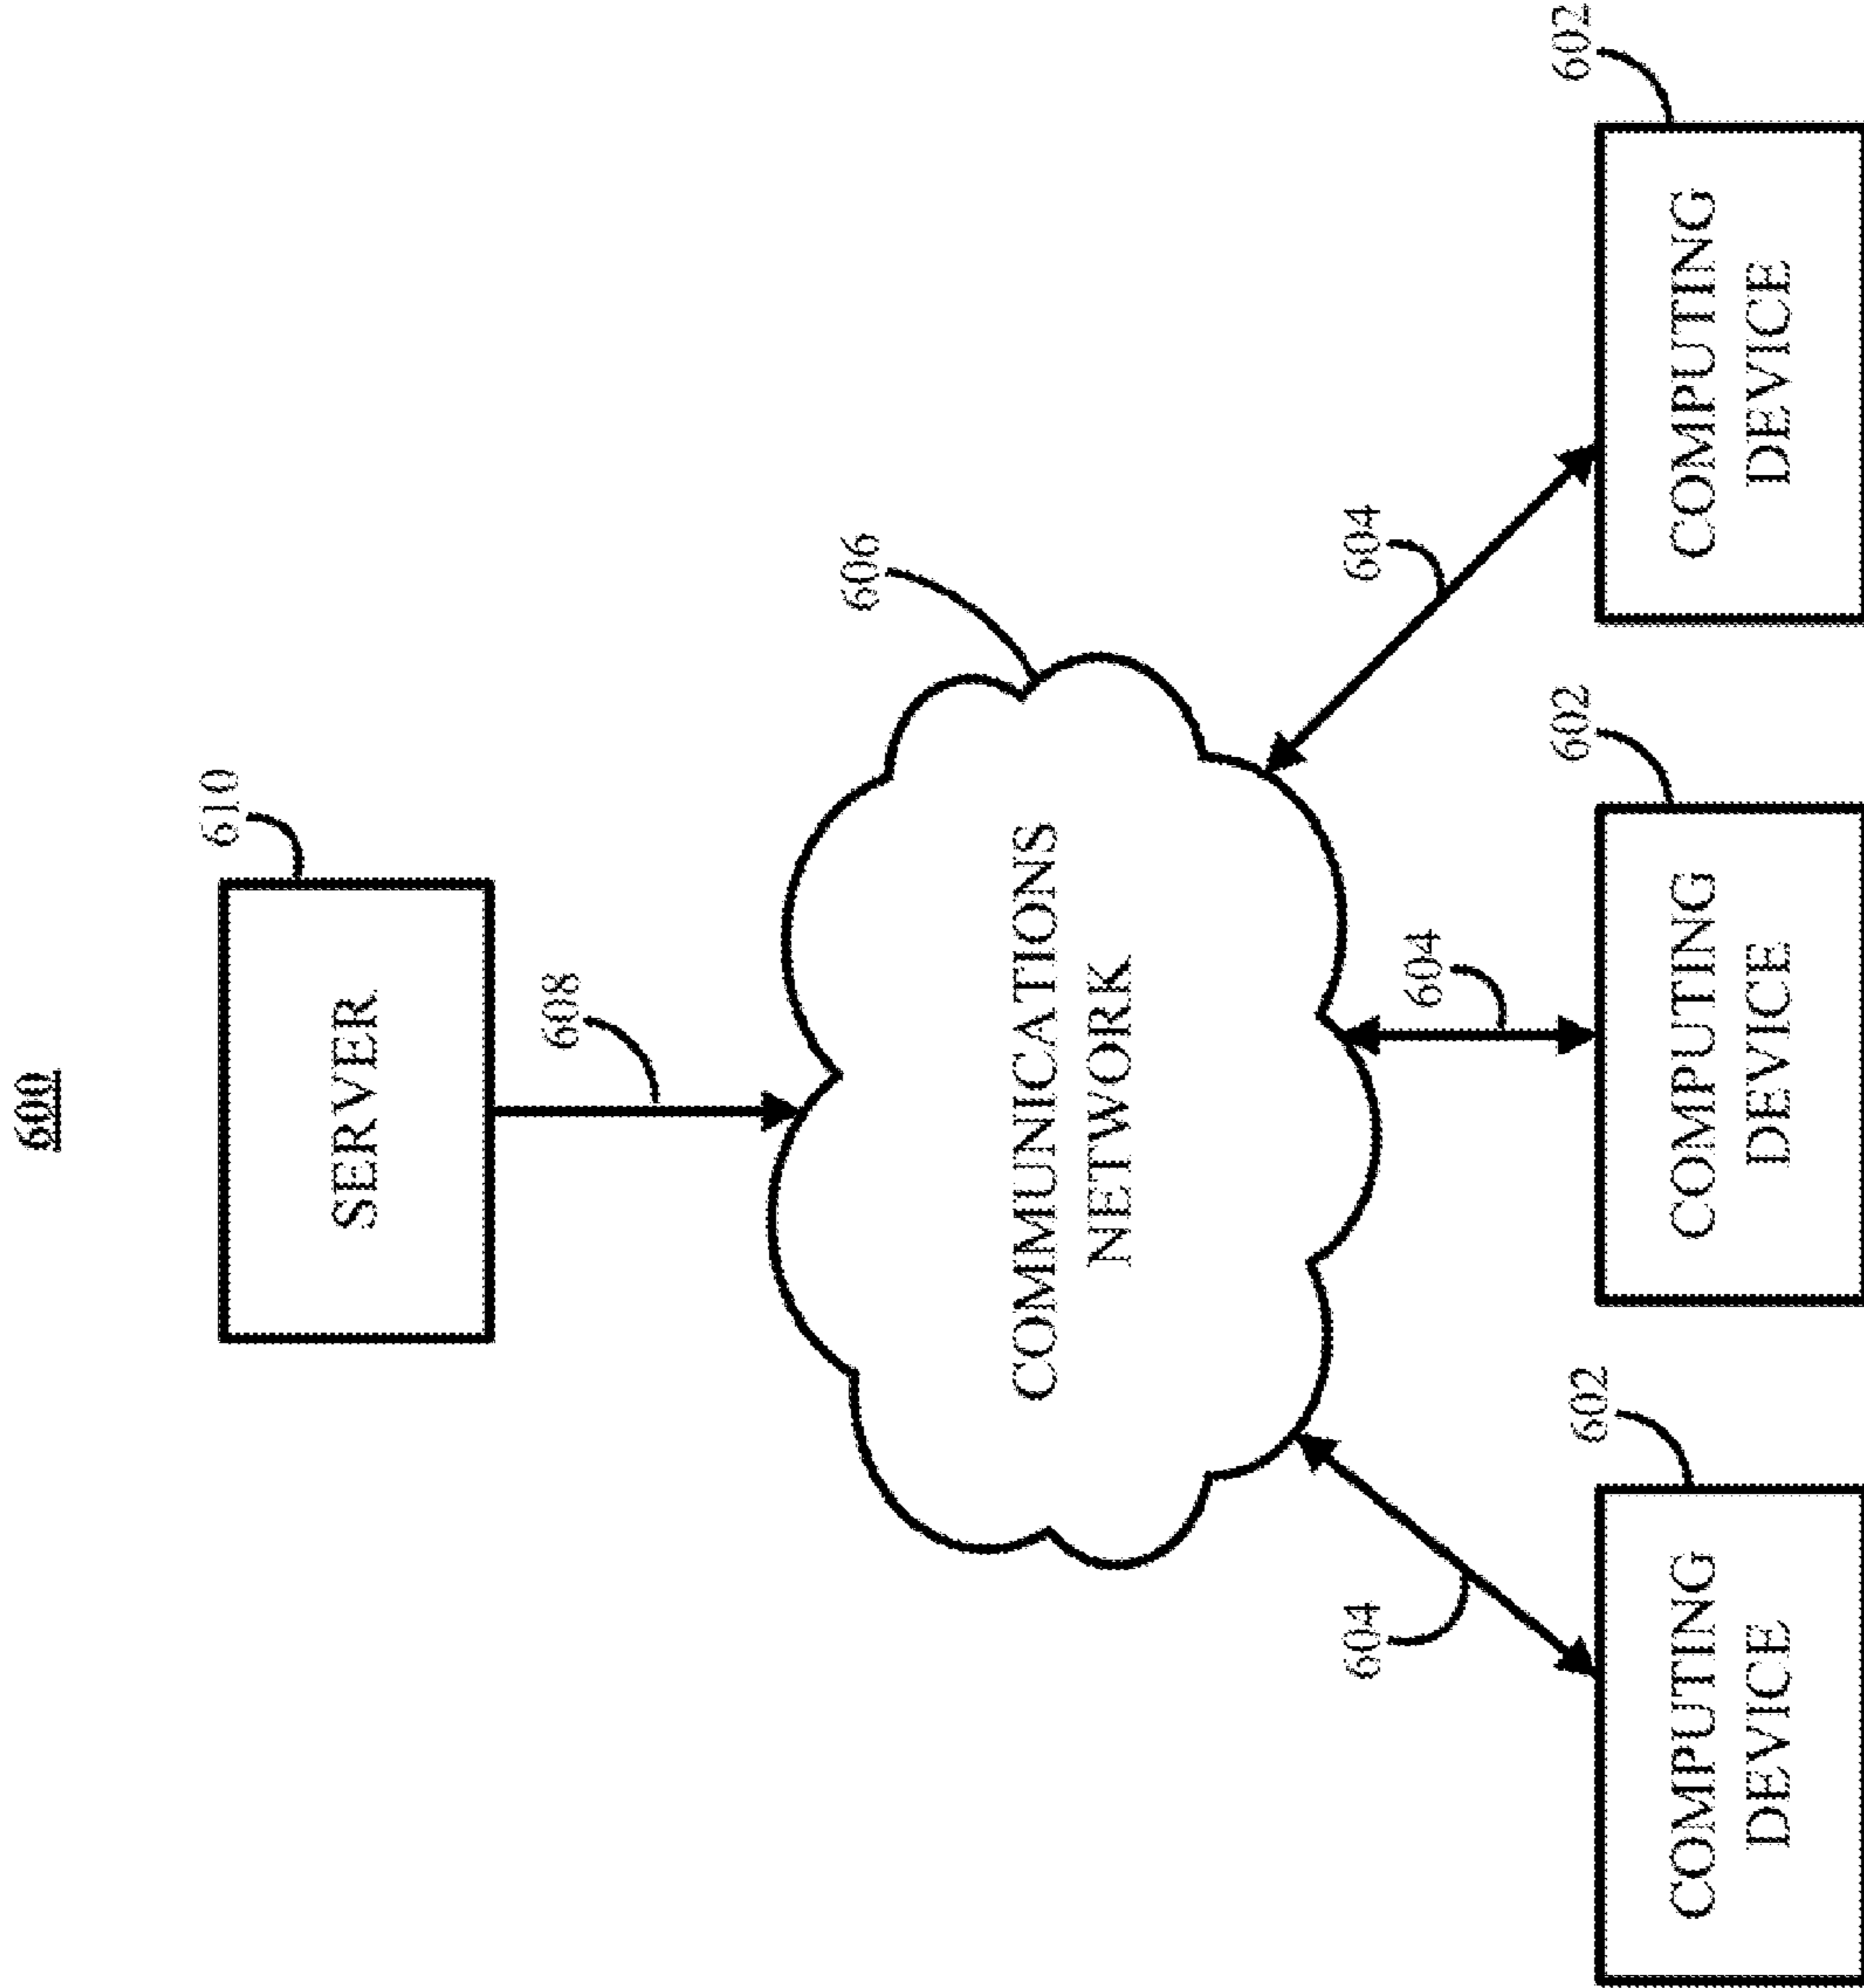 600
610
SERVER
608
606
COMMUNICATIONS
NETWORK
604
604
604
602
COMPUTING
DEVICE
602
COMPUTING
DEVICE
602
COMPUTING
DEVICE